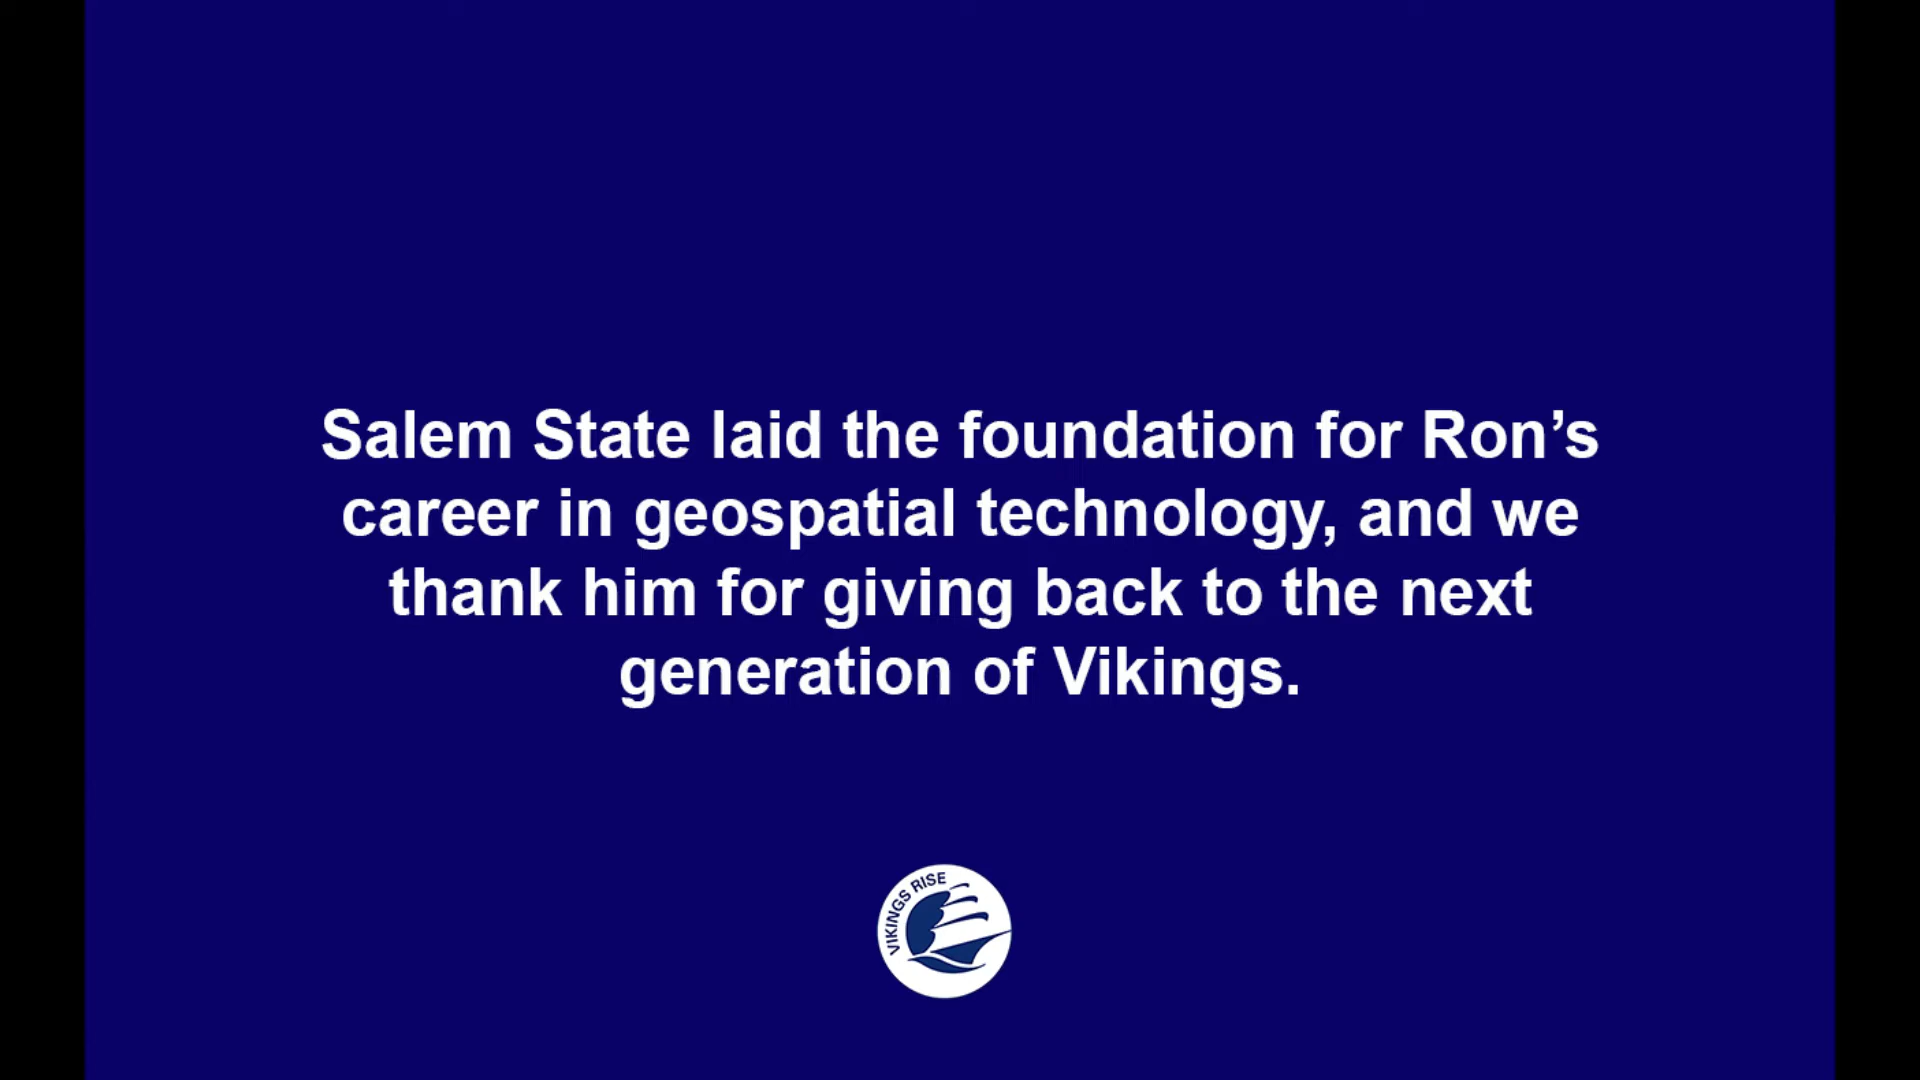 Salem State laid the foundation for Ron’s
career in geospatial technology, and we
thank him for giving back to the next
generation of Vikings.
VIKINGS RISE